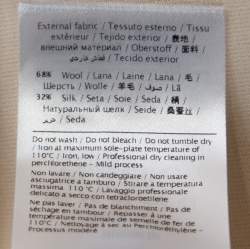 External fabric / Tessuto esterno / Tissu
extérieur / Tejido exterior / 表地 /
внешний материал / Oberstoff / 面料 /
قماش خارجي / Tecido exterior
68% Wool / Lana / Laine / Lana / 毛 /
Шерсть / Wolle / 羊毛 / صوف / Lã
32% Silk / Seta / Soie / Seda / 絹 /
Натуральный шелк / Seide / 桑蚕丝 /
حرير / Seda
Do not wash / Do not bleach / Do not tumble dry
/ Iron at maximum sole-plate temperature of
110°C / Iron, low / Professional dry cleaning in
perchlorethene - Mild process
Non lavare / Non candeggiare / Non usare
asciugatrice a tamburo / Stirare a temperatura
massima 110°C / Lavaggio professionale
delicato a secco con tetracloroetilene
Ne pas laver / Pas de blanchiment / Pas de
séchage en tambour / Repasser à une
température maximale de semelle de fer de
110°C / Nettoyage à sec au Perchloréthylène -
Processus modéré